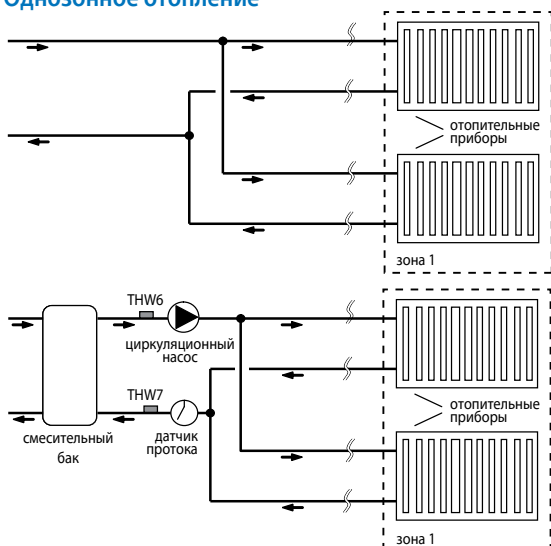 Однозонное отопление
отопительные
приборы
зона 1
THW6
циркуляционный
насос
THW7
смесительный
бак
датчик
протока
отопительные
приборы
зона 1